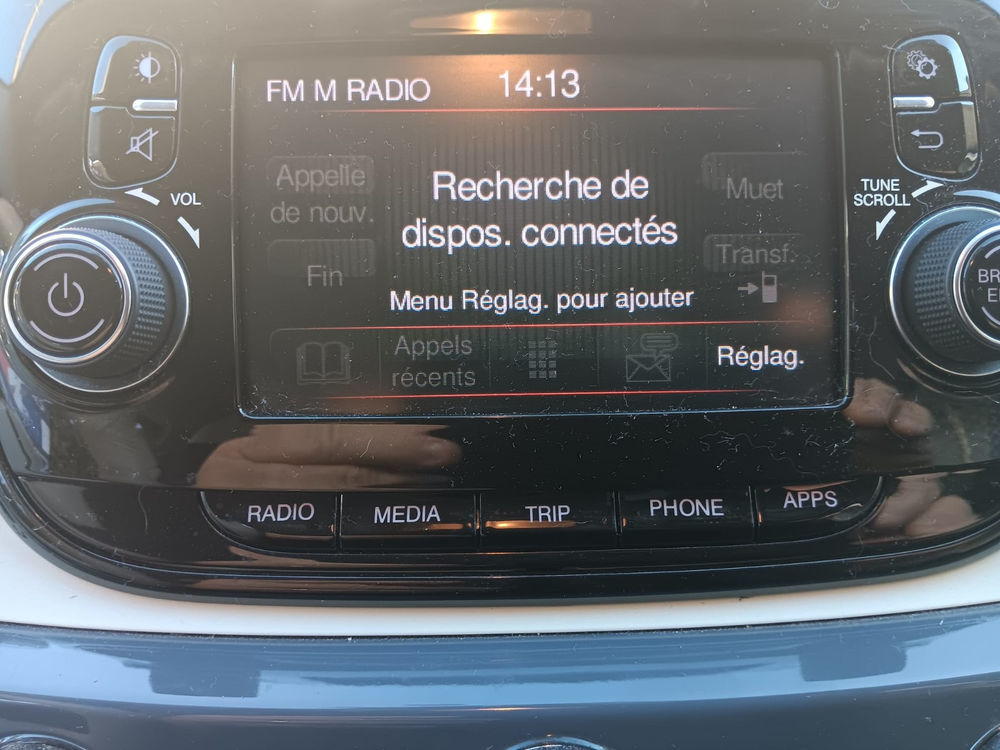 FM M RADIO 14:13
Appelle
de nouv.
Recherche de
dispos. connectés
Muet
Fin
Transf.
Menu Réglag. pour ajouter
Appels
récents
Réglag.
VOL
TUNE
SCROLL
RADIO MEDIA TRIP PHONE APPS